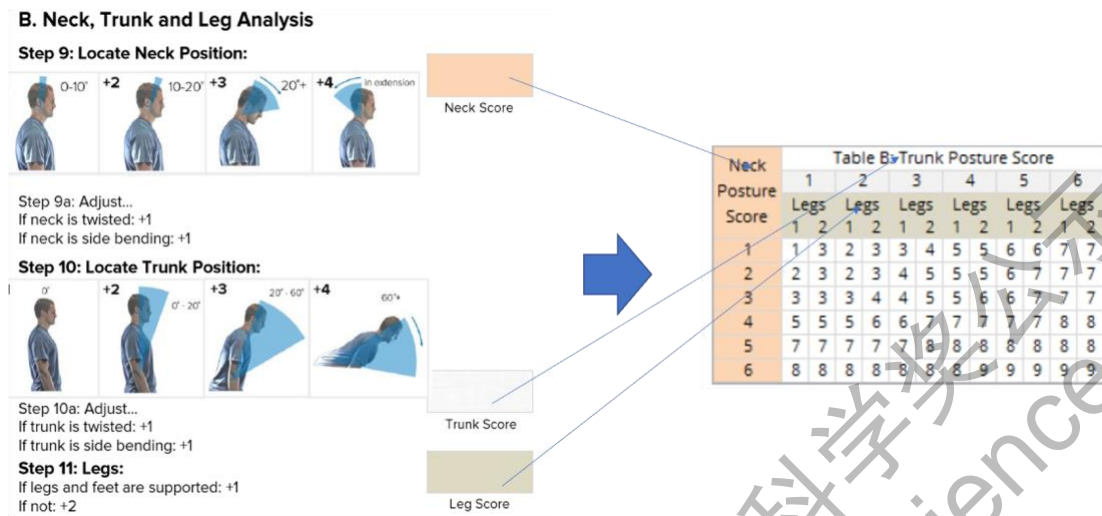 B. Neck, Trunk and Leg Analysis
Step 9: Locate Neck Position:
0-10° +2 10-20° +3 20°+ +4 in extension
Neck Score
Step 9a: Adjust...
If neck is twisted: +1
If neck is side bending: +1
Step 10: Locate Trunk Position:
0° +2 0° - 20° +3 20° - 60° +4 60°+
Step 10a: Adjust...
If trunk is twisted: +1
If trunk is side bending: +1
Trunk Score
Step 11: Legs:
If legs and feet are supported: +1
If not: +2
Leg Score
Neck Posture Score
Table B: Trunk Posture Score
1 2 3 4 5 6
Legs Legs Legs Legs Legs Legs
1 2 1 2 1 2 1 2 1 2 1 2
1 1 3 2 3 3 4 5 5 6 6 7 7
2 2 3 2 3 4 5 5 5 6 7 7 7
3 3 3 3 4 4 5 5 6 6 7 7 7
4 5 5 5 6 6 7 7 7 7 7 8 8
5 7 7 7 7 7 8 8 8 8 8 8 8
6 8 8 8 8 8 8 8 9 9 9 9 9
科学奖公示
ience